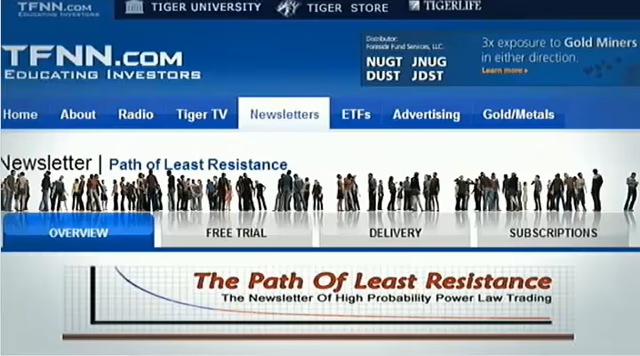 TFNN.COM
EDUCATING INVESTORS
TIGER UNIVERSITY
TIGER STORE
TIGERLIFE
TFNN.COM
EDUCATING INVESTORS
Distributor:
Foreside Fund Services, LLC.
NUGT JNUG
DUST JDST
3x exposure to Gold Miners
in either direction.
Learn more
Home About Radio Tiger TV Newsletters ETFs Advertising Gold/Metals
Newsletter | Path of Least Resistance
OVERVIEW FREE TRIAL DELIVERY SUBSCRIPTIONS
The Path Of Least Resistance
The Newsletter Of High Probability Power Law Trading